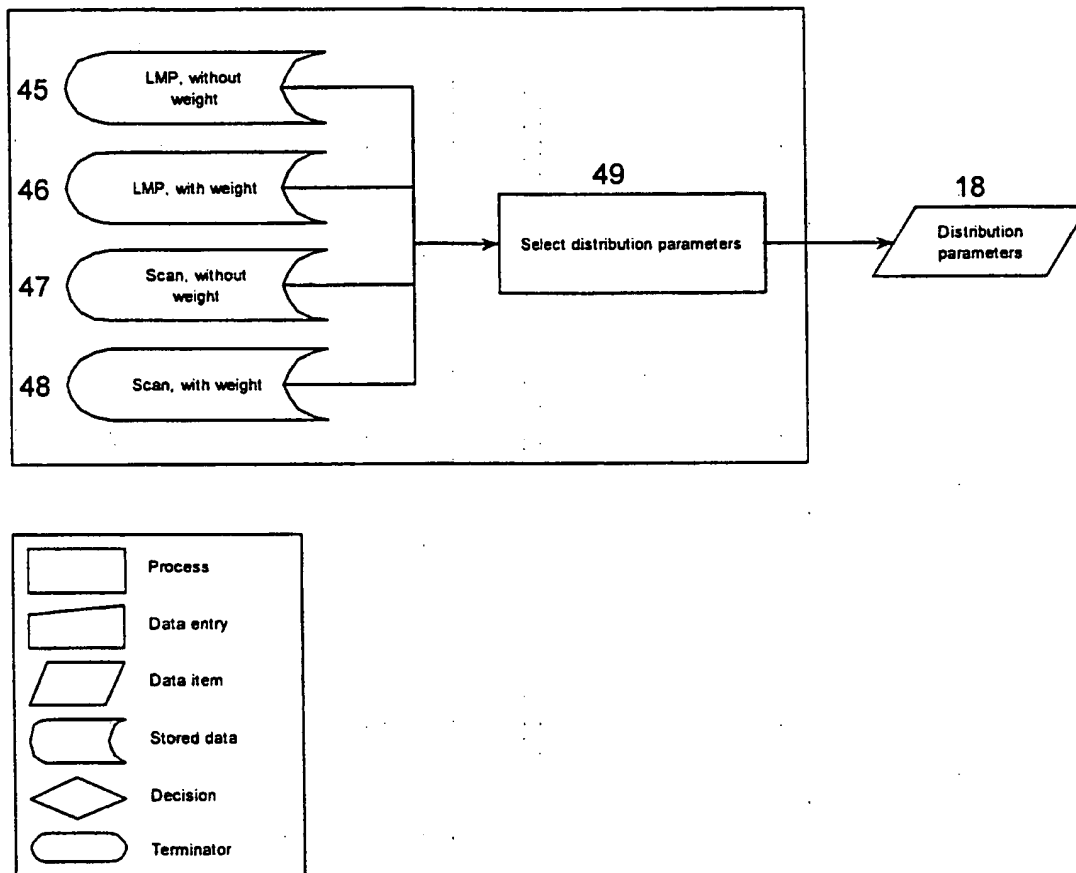 45
LMP, without
weight
46
LMP, with weight
47
Scan, without
weight
48
Scan, with weight
49
Select distribution parameters
18
Distribution
parameters
Process
Data entry
Data item
Stored data
Decision
Terminator